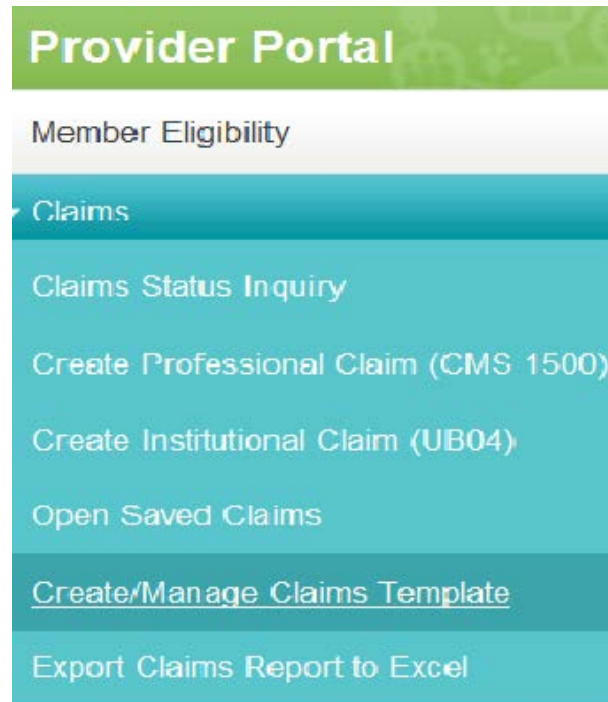 Provider Portal
Member Eligibility
Claims
Claims Status Inquiry
Create Professional Claim (CMS 1500)
Create Institutional Claim (UB04)
Open Saved Claims
Create/Manage Claims Template
Export Claims Report to Excel